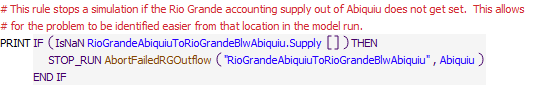 # This rule stops a simulation if the Rio Grande accounting supply out of Abiquiu does not get set.  This allows
# for the problem to be identified easier from that location in the model run.
PRINT IF ( IsNaN RioGrandeAbiquiuToRioGrandeBlwAbiquiu.Supply [ ] ) THEN
STOP_RUN AbortFailedRGOutflow ( "RioGrandeAbiquiuToRioGrandeBlwAbiquiu" , Abiquiu )
END IF